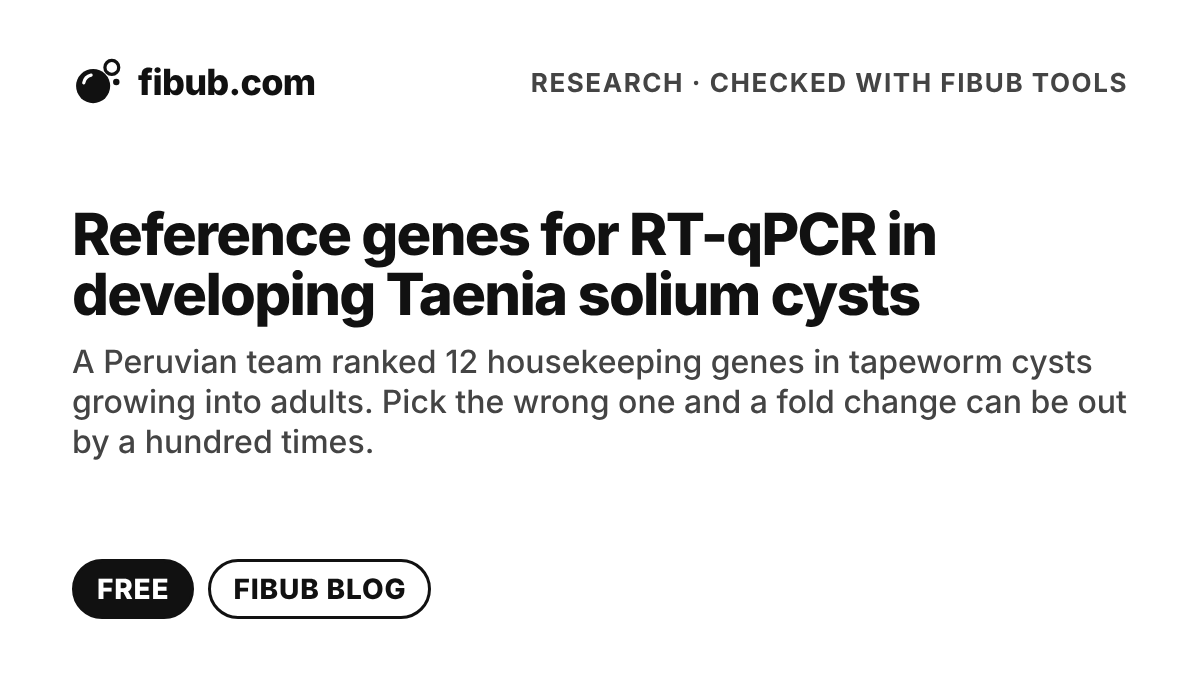 fibub.com
RESEARCH · CHECKED WITH FIBUB TOOLS
Reference genes for RT-qPCR in
developing Taenia solium cysts
A Peruvian team ranked 12 housekeeping genes in tapeworm cysts
growing into adults. Pick the wrong one and a fold change can be out
by a hundred times.
FREE
FIBUB BLOG